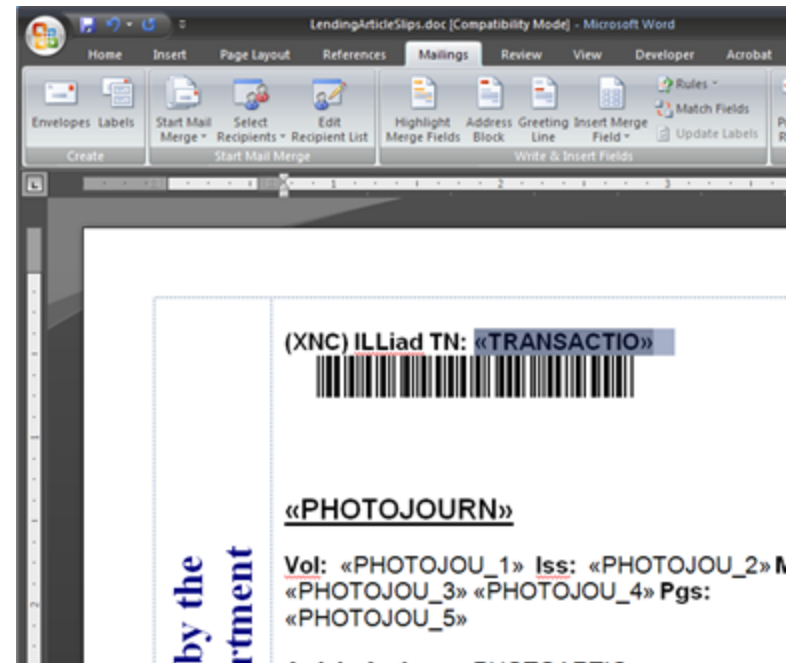 LendingArticleSlips.doc [Compatibility Mode] - Microsoft Word
Home Insert Page Layout References Mailings Review View Developer Acrobat
Envelopes Labels
Create
Start Mail Merge Select Recipients Edit Recipient List
Start Mail Merge
Highlight Merge Fields Address Block Greeting Line Insert Merge Field
Rules
Match Fields
Update Labels
Write & Insert Fields
1 2 3
(XNC) ILLiad TN: «TRANSACTIO»
«PHOTOJOURN»
Vol: «PHOTOJOU_1» Iss: «PHOTOJOU_2»
«PHOTOJOU_3» «PHOTOJOU_4» Pgs:
«PHOTOJOU_5»
by the